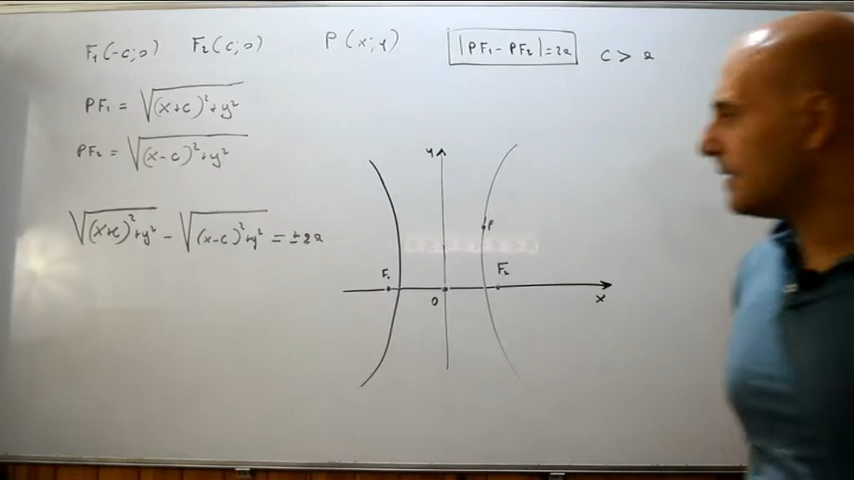 F₁(-c;0) F₂(c;0) P(x;y) |PF₁ - PF₂| = 2a c > a
PF₁ = √(x+c)²+y²
PF₂ = √(x-c)²+y²
√(x+c)²+y² - √(x-c)²+y² = ±2a
y
P
F₁ F₂
O x